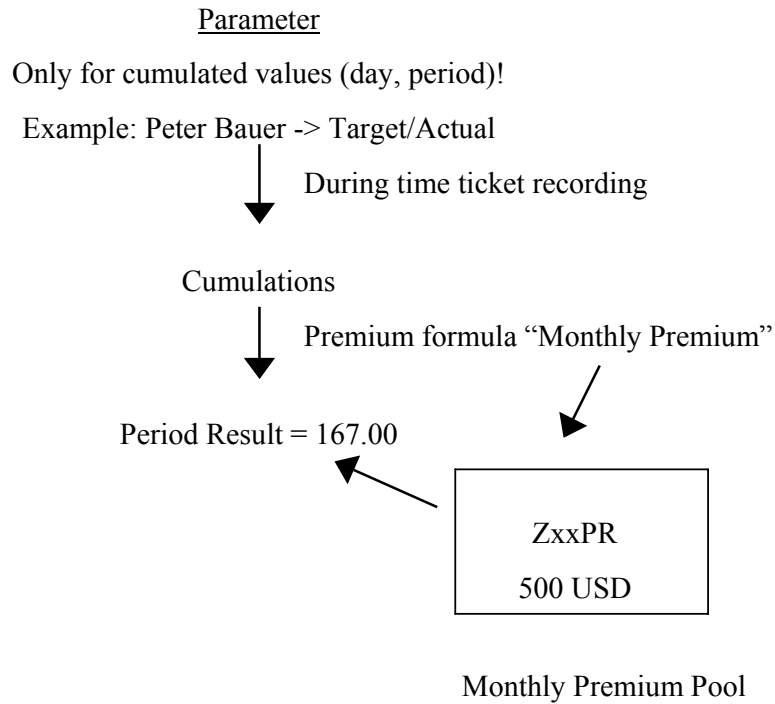 Parameter
Only for cumulated values (day, period)!
Example: Peter Bauer -> Target/Actual
During time ticket recording
Cumulations
Premium formula “Monthly Premium”
Period Result = 167.00
ZxxPR
500 USD
Monthly Premium Pool